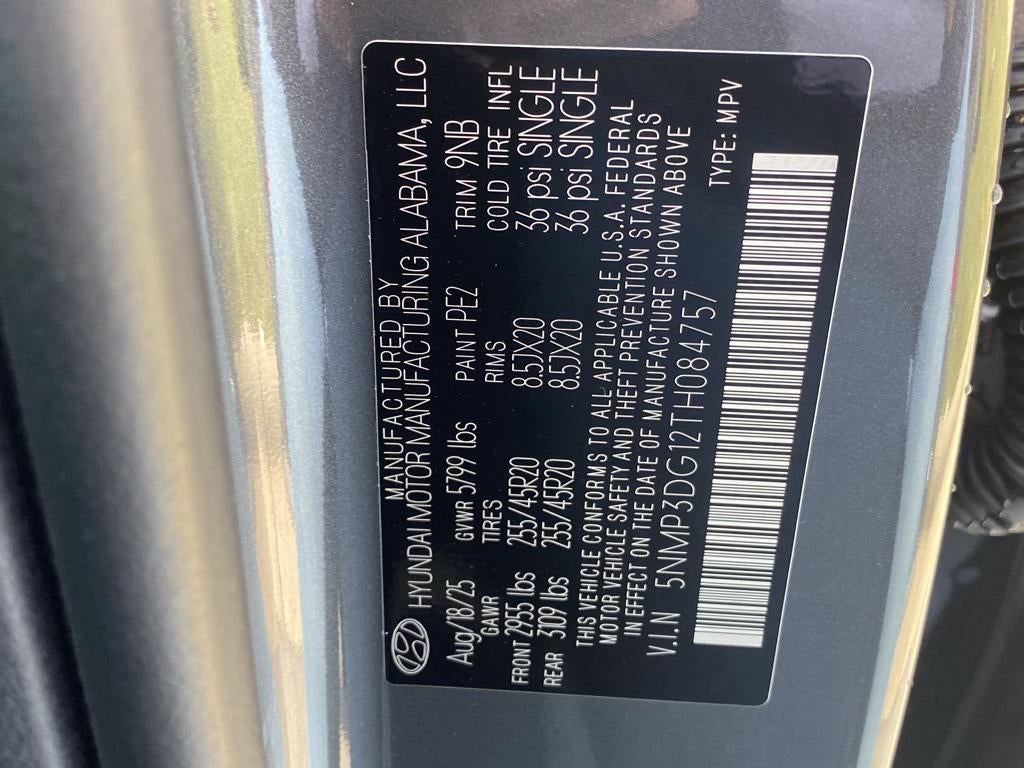 MANUFACTURED BY
HYUNDAI MOTOR MANUFACTURING ALABAMA, LLC
Aug/18/25 GVWR 5799 lbs PAINT PE2 TRIM 9NB
GAWR TIRES RIMS COLD TIRE INFL
FRONT 2955 lbs 255/45R20 8.5JX20 36 psi SINGLE
REAR 3109 lbs 255/45R20 8.5JX20 36 psi SINGLE
THIS VEHICLE CONFORMS TO ALL APPLICABLE U.S.A. FEDERAL
MOTOR VEHICLE SAFETY AND THEFT PREVENTION STANDARDS
IN EFFECT ON THE DATE OF MANUFACTURE SHOWN ABOVE
V.I.N 5NMP3DG12TH084757
TYPE: MPV